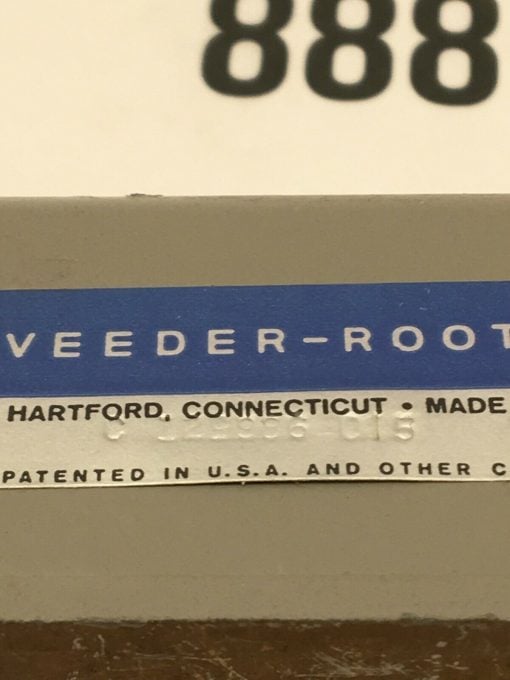 888
VEEDER-ROOT
HARTFORD, CONNECTICUT • MADE
PATENTED IN U.S.A. AND OTHER C